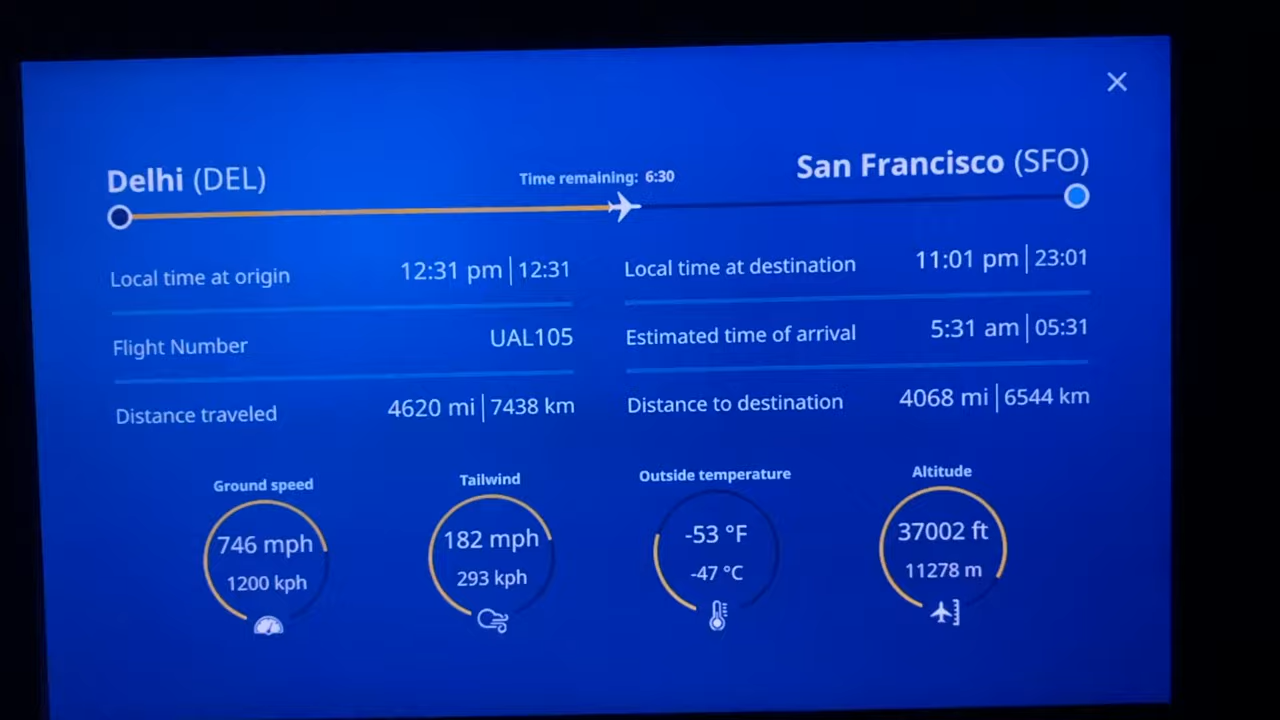 Delhi (DEL)
Time remaining: 6:30
San Francisco (SFO)
Local time at origin 12:31 pm | 12:31
Local time at destination 11:01 pm | 23:01
Flight Number UAL105
Estimated time of arrival 5:31 am | 05:31
Distance traveled 4620 mi | 7438 km
Distance to destination 4068 mi | 6544 km
Ground speed
746 mph
1200 kph
Tailwind
182 mph
293 kph
Outside temperature
-53 °F
-47 °C
Altitude
37002 ft
11278 m